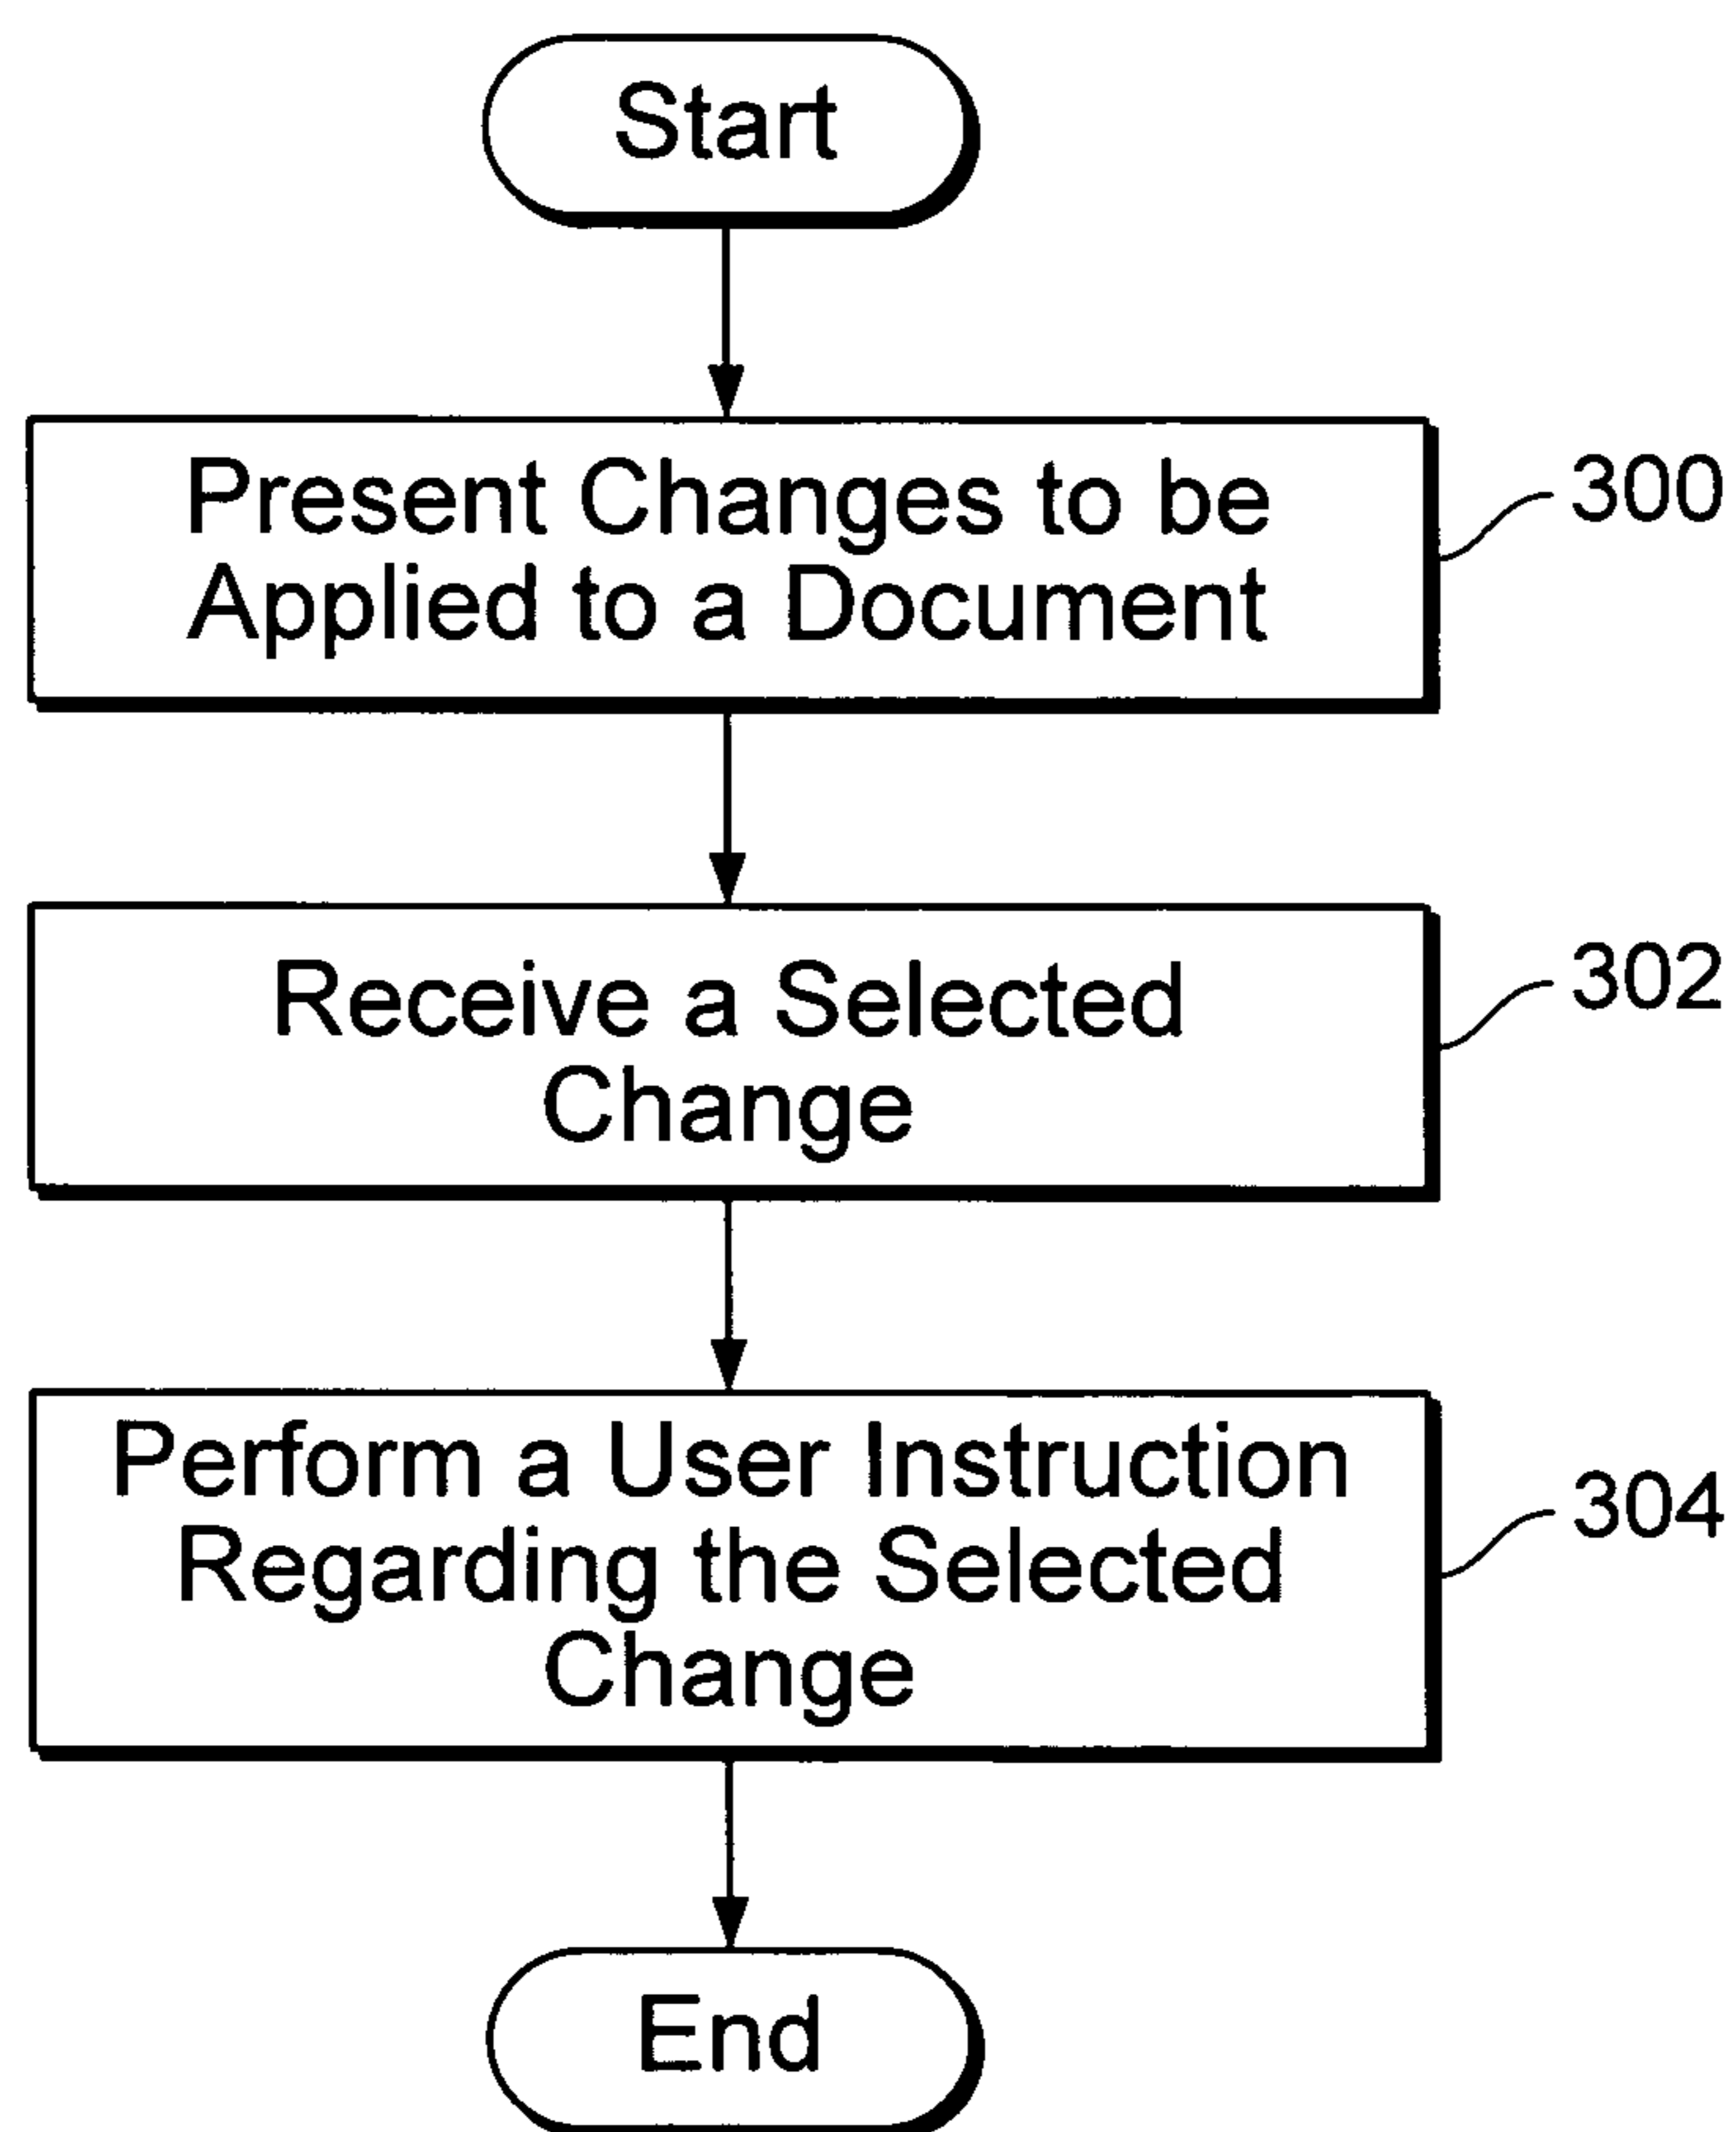 Start
Present Changes to be
Applied to a Document
300
Receive a Selected
Change
302
Perform a User Instruction
Regarding the Selected
Change
304
End